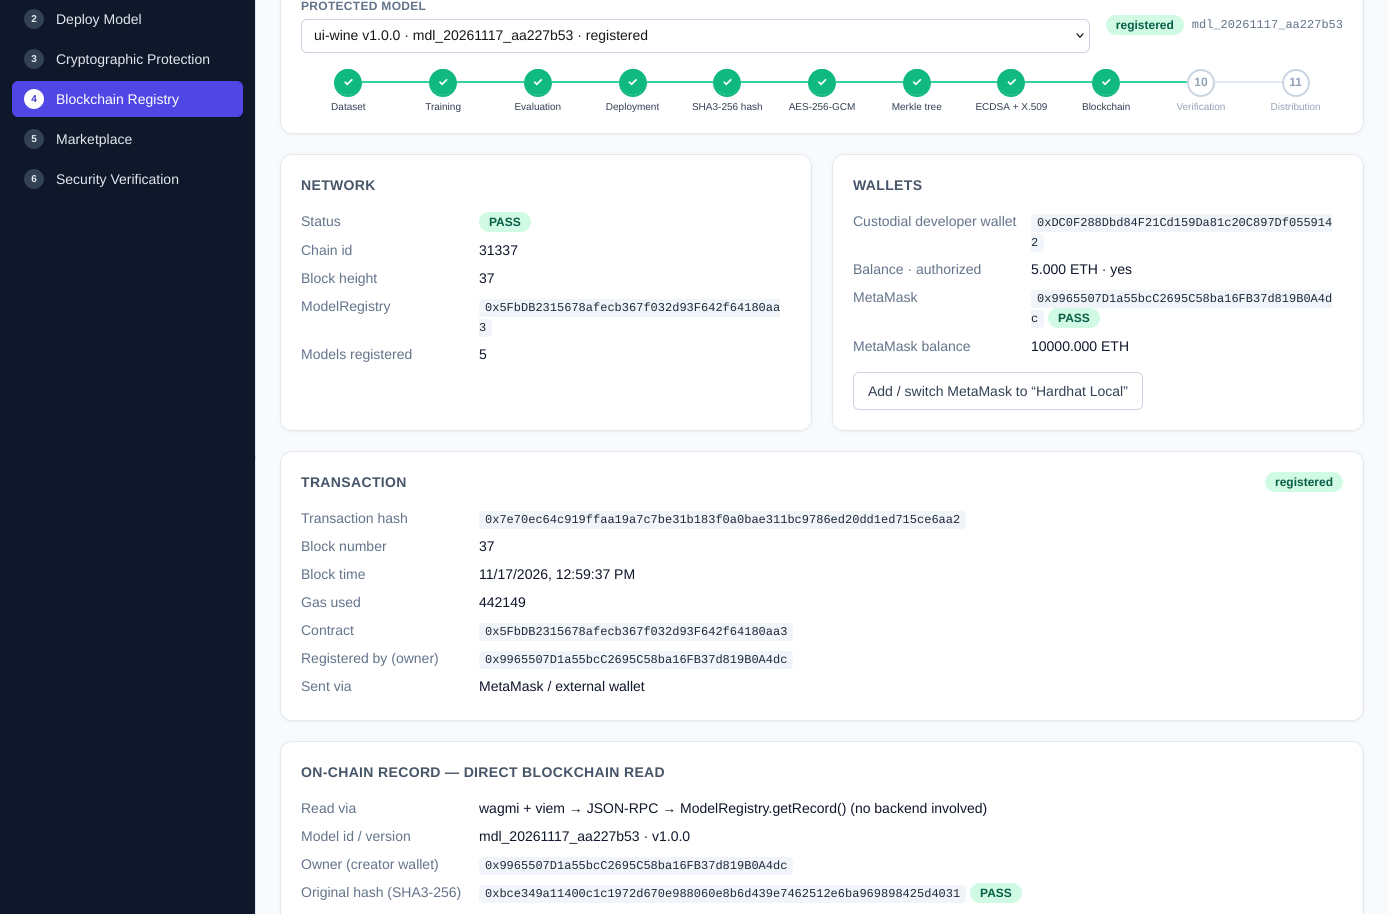 2 Deploy Model
3 Cryptographic Protection
4 Blockchain Registry
5 Marketplace
6 Security Verification
PROTECTED MODEL
ui-wine v1.0.0 · mdl_20261117_aa227b53 · registered
registered mdl_20261117_aa227b53
Dataset Training Evaluation Deployment SHA3-256 hash AES-256-GCM Merkle tree ECDSA + X.509 Blockchain 10 Verification 11 Distribution
NETWORK
Status PASS
Chain id 31337
Block height 37
ModelRegistry 0x5FbDB2315678afecb367f032d93F642f64180aa
3
Models registered 5
WALLETS
Custodial developer wallet 0xDC0F288Dbd84F21Cd159Da81c20C897Df055914
2
Balance · authorized 5.000 ETH · yes
MetaMask 0x9965507D1a55bcC2695C58ba16FB37d819B0A4d
c PASS
MetaMask balance 10000.000 ETH
Add / switch MetaMask to “Hardhat Local”
TRANSACTION registered
Transaction hash 0x7e70ec64c919ffaa19a7c7be31b183f0a0bae311bc9786ed20dd1ed715ce6aa2
Block number 37
Block time 11/17/2026, 12:59:37 PM
Gas used 442149
Contract 0x5FbDB2315678afecb367f032d93F642f64180aa3
Registered by (owner) 0x9965507D1a55bcC2695C58ba16FB37d819B0A4dc
Sent via MetaMask / external wallet
ON-CHAIN RECORD — DIRECT BLOCKCHAIN READ
Read via wagmi + viem → JSON-RPC → ModelRegistry.getRecord() (no backend involved)
Model id / version mdl_20261117_aa227b53 · v1.0.0
Owner (creator wallet) 0x9965507D1a55bcC2695C58ba16FB37d819B0A4dc
Original hash (SHA3-256) 0xbce349a11400c1c1972d670e988060e8b6d439e7462512e6ba969898425d4031 PASS